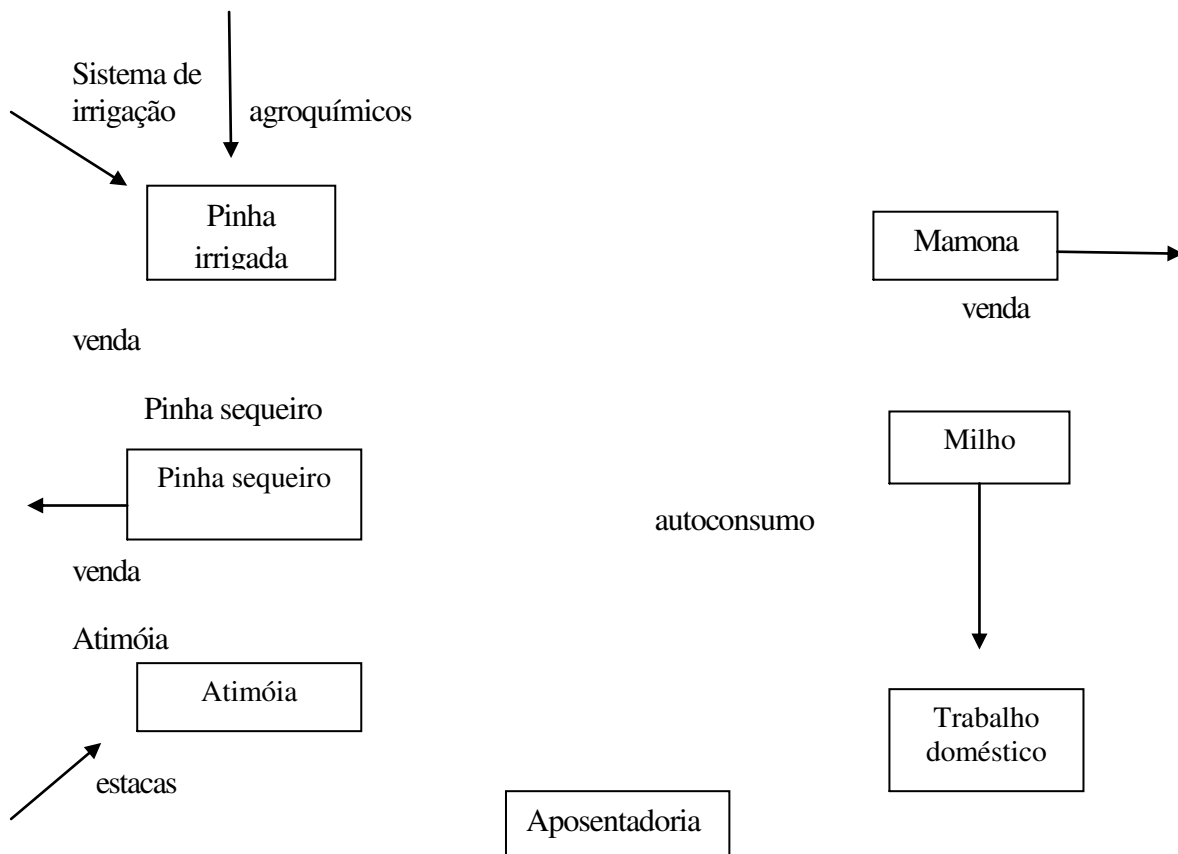 Sistema de
irrigação
agroquímicos
Pinha
irrigada
Mamona
venda
venda
Pinha sequeiro
Milho
Pinha sequeiro
autoconsumo
venda
Atimóia
Atimóia
Trabalho
doméstico
estacas
Aposentadoria